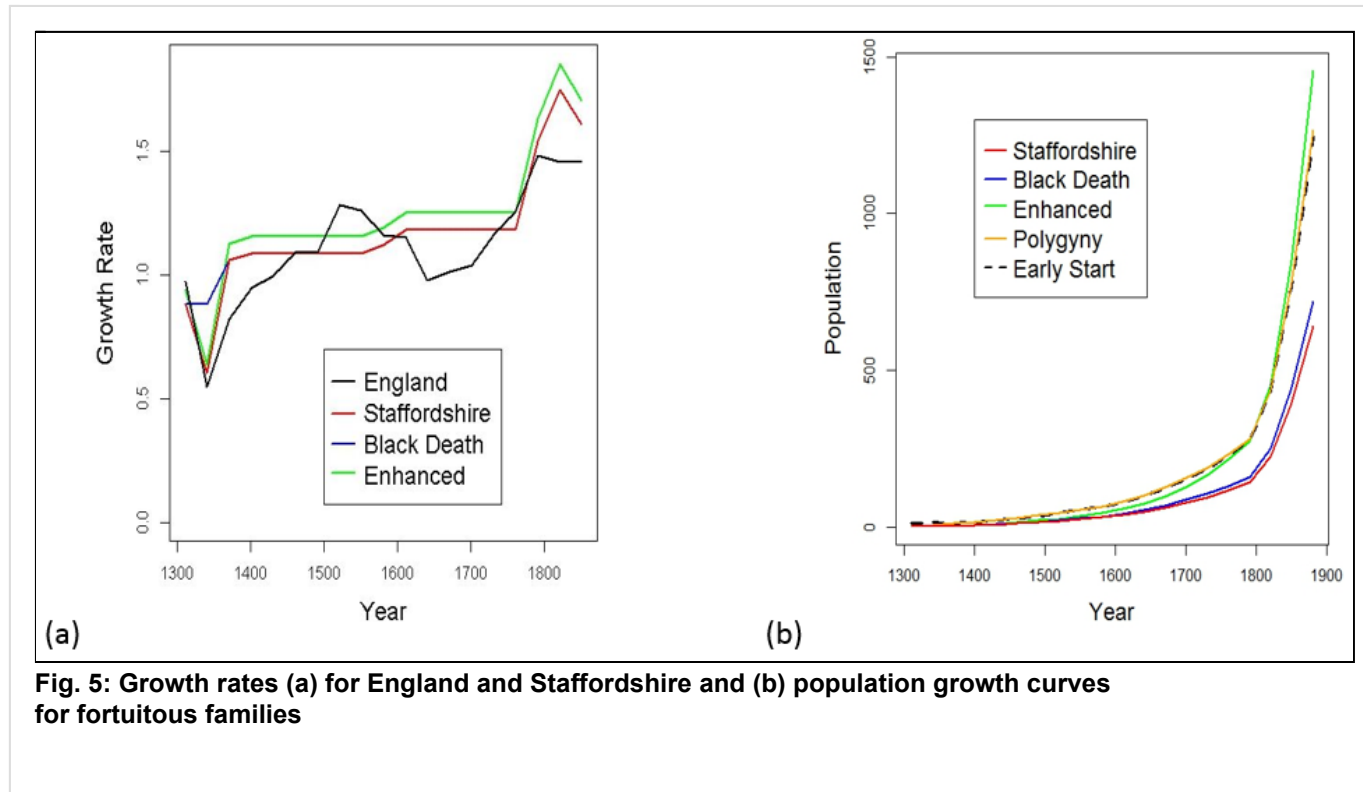 Growth Rate
1.5
1.0
0.5
0.0
England
Staffordshire
Black Death
Enhanced
1300 1400 1500 1600 1700 1800
Year
(a)
Population
1500
1000
500
0
Staffordshire
Black Death
Enhanced
Polygyny
Early Start
1300 1400 1500 1600 1700 1800 1900
Year
(b)
Fig. 5: Growth rates (a) for England and Staffordshire and (b) population growth curves
for fortuitous families